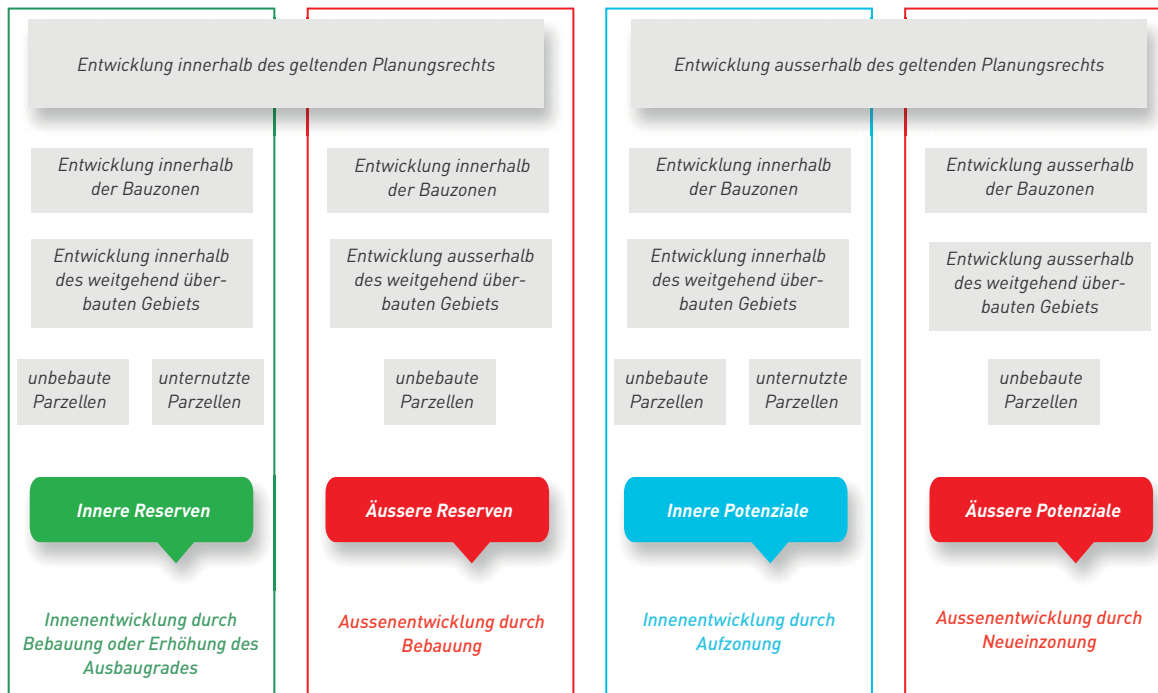 Entwicklung innerhalb des geltenden Planungsrechts
Entwicklung ausserhalb des geltenden Planungsrechts
Entwicklung innerhalb
der Bauzonen
Entwicklung innerhalb
der Bauzonen
Entwicklung innerhalb
der Bauzonen
Entwicklung ausserhalb
der Bauzonen
Entwicklung innerhalb
des weitgehend über-
bauten Gebiets
Entwicklung ausserhalb
des weitgehend über-
bauten Gebiets
Entwicklung innerhalb
des weitgehend über-
bauten Gebiets
Entwicklung ausserhalb
des weitgehend über-
bauten Gebiets
unbebaute
Parzellen
unternutzte
Parzellen
unbebaute
Parzellen
unbebaute
Parzellen
unternutzte
Parzellen
unbebaute
Parzellen
Innere Reserven
Äussere Reserven
Innere Potenziale
Äussere Potenziale
Innenentwicklung durch
Bebauung oder Erhöhung des
Ausbaugrades
Aussenentwicklung durch
Bebauung
Innenentwicklung durch
Aufzonung
Aussenentwicklung durch
Neueinzonung